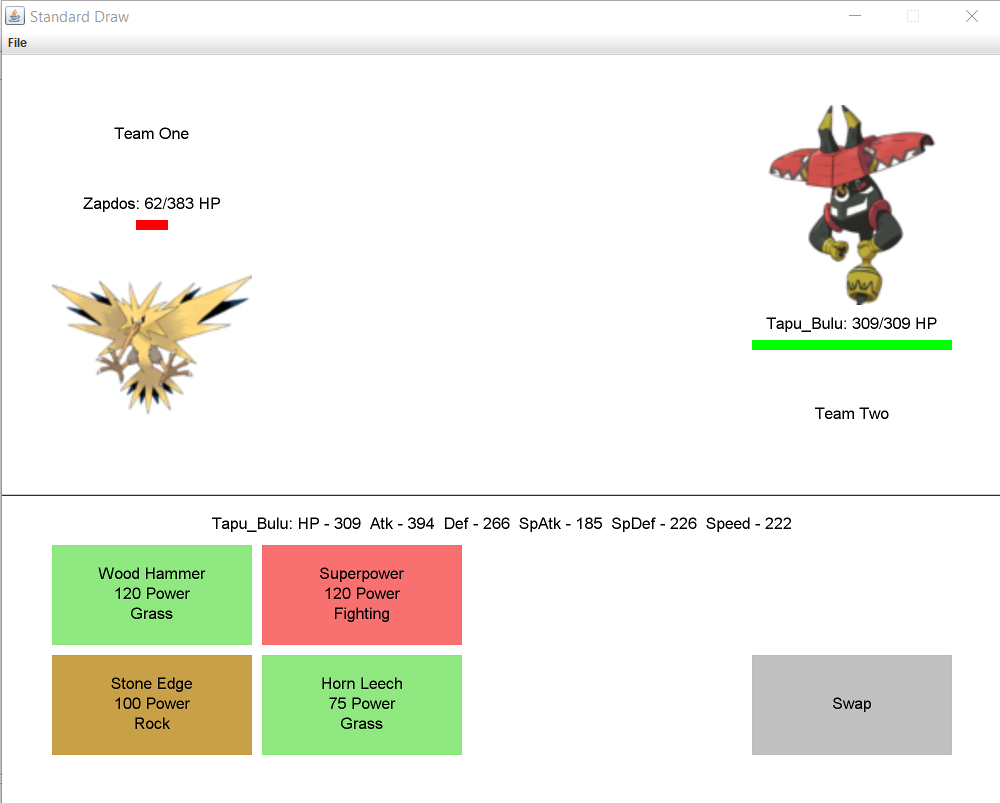 Standard Draw
File
Team One
Zapdos: 62/383 HP
Tapu_Bulu: 309/309 HP
Team Two
Tapu_Bulu: HP - 309  Atk - 394  Def - 266  SpAtk - 185  SpDef - 226  Speed - 222
Wood Hammer
120 Power
Grass
Superpower
120 Power
Fighting
Stone Edge
100 Power
Rock
Horn Leech
75 Power
Grass
Swap